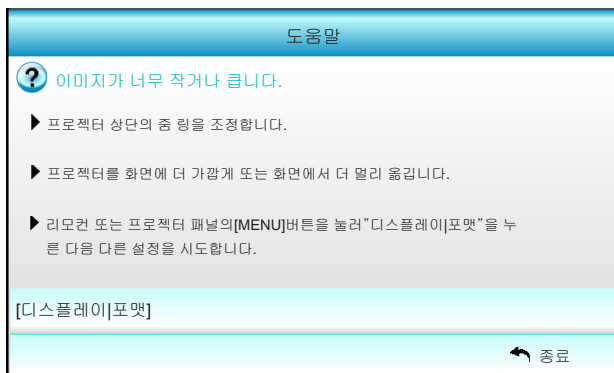 도움말
? 이미지가 너무 작거나 큽니다.
프로젝터 상단의 줌 링을 조정합니다.
프로젝터를 화면에 더 가깝게 또는 화면에서 더 멀리 옮깁니다.
리모컨 또는 프로젝터 패널의[MENU]버튼을 눌러"디스플레이|포맷"을 누
른 다음 다른 설정을 시도합니다.
[디스플레이|포맷]
종료